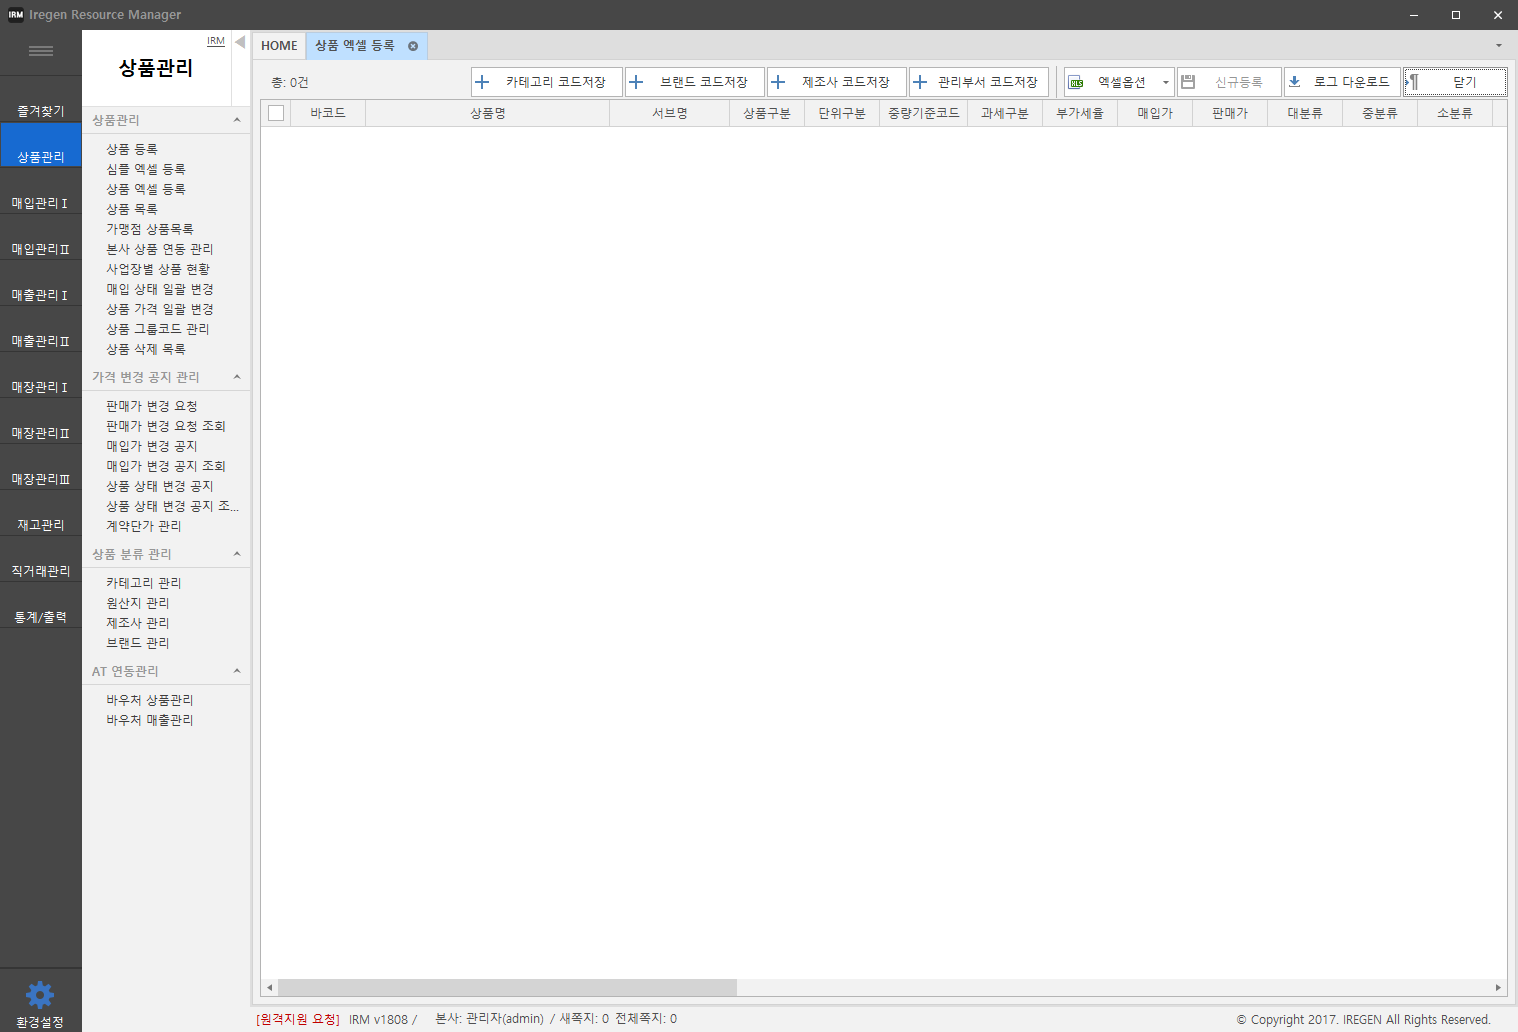 IRM Iregen Resource Manager
즐겨찾기
상품관리
매입관리Ⅰ
매입관리Ⅱ
매출관리Ⅰ
매출관리Ⅱ
매장관리Ⅰ
매장관리Ⅱ
매장관리Ⅲ
재고관리
직거래관리
통계/출력
환경설정
IRM
상품관리
상품관리
상품 등록
심플 엑셀 등록
상품 엑셀 등록
상품 목록
가맹점 상품목록
본사 상품 연동 관리
사업장별 상품 현황
매입 상태 일괄 변경
상품 가격 일괄 변경
상품 그룹코드 관리
상품 삭제 목록
가격 변경 공지 관리
판매가 변경 요청
판매가 변경 요청 조회
매입가 변경 공지
매입가 변경 공지 조회
상품 상태 변경 공지
상품 상태 변경 공지 조...
계약단가 관리
상품 분류 관리
카테고리 관리
원산지 관리
제조사 관리
브랜드 관리
AT 연동관리
바우처 상품관리
바우처 매출관리
HOME 상품 엑셀 등록
총: 0건 카테고리 코드저장 브랜드 코드저장 제조사 코드저장 관리부서 코드저장 XLS 엑셀옵션 신규등록 로그 다운로드 닫기
바코드 상품명 서브명 상품구분 단위구분 중량기준코드 과세구분 부가세율 매입가 판매가 대분류 중분류 소분류
[원격지원 요청] IRM v1808 / 본사: 관리자(admin) / 새쪽지: 0 전체쪽지: 0 © Copyright 2017. IREGEN All Rights Reserved.